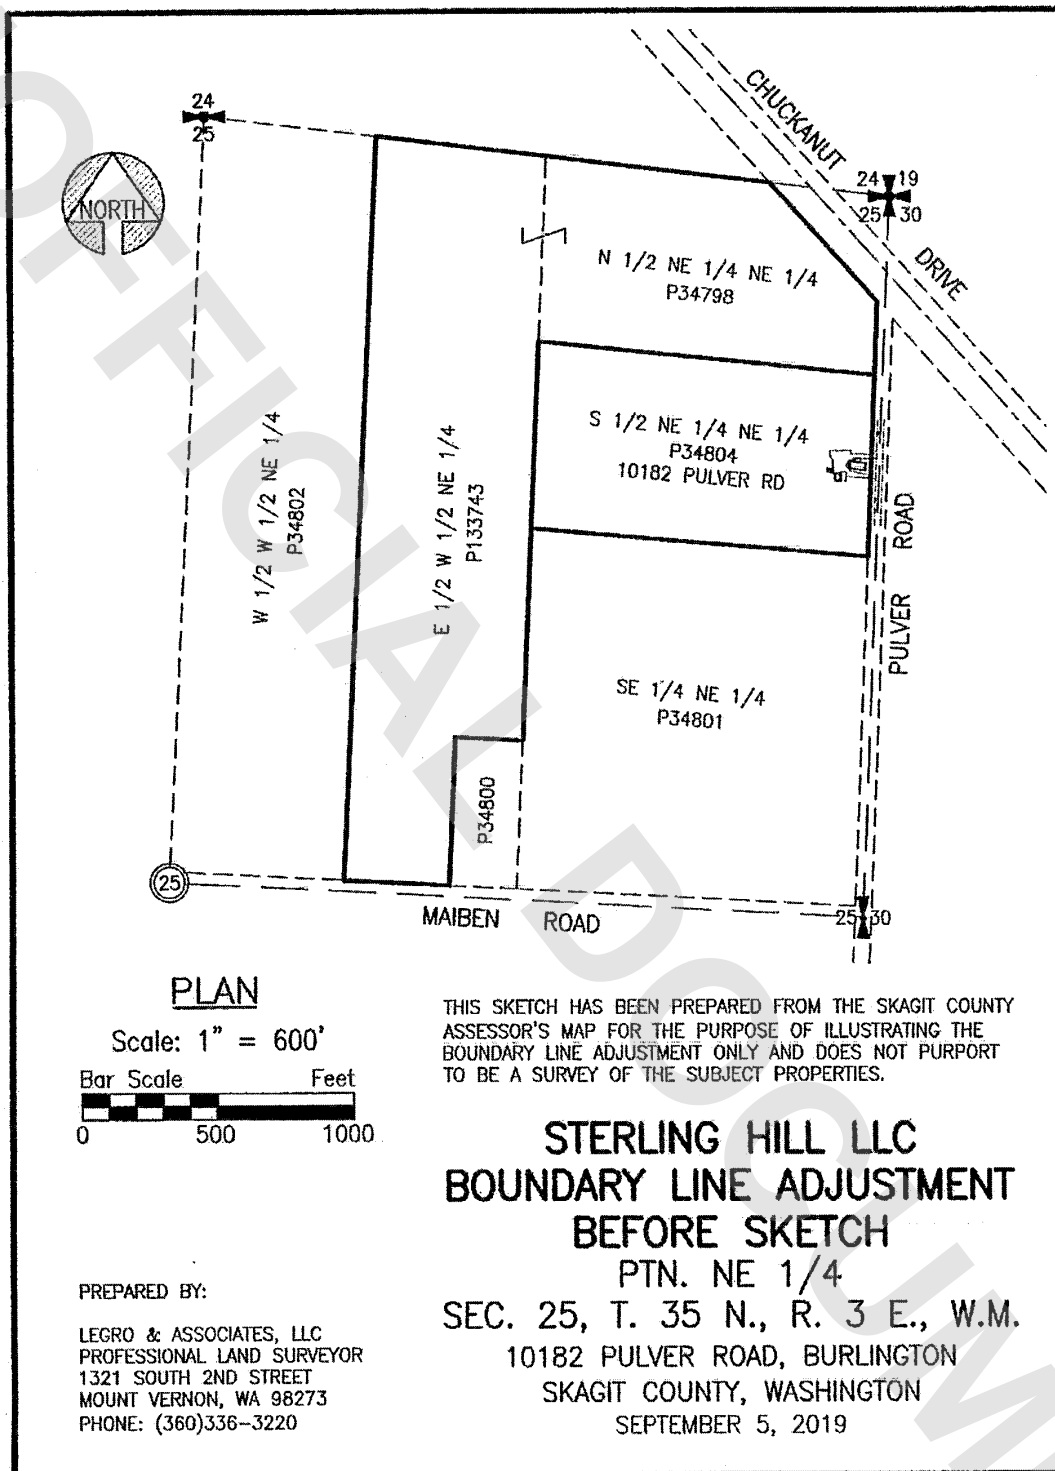 CHUCKANUT
DRIVE
24
25
24 19
25 30
NORTH
N 1/2 NE 1/4 NE 1/4
P34798
S 1/2 NE 1/4 NE 1/4
P34804
10182 PULVER RD
W 1/2 W 1/2 NE 1/4
P34802
E 1/2 W 1/2 NE 1/4
P133743
PULVER ROAD
SE 1/4 NE 1/4
P34801
P34800
25
MAIBEN ROAD
25 30
PLAN
Scale: 1" = 600'
Bar Scale Feet
0 500 1000
THIS SKETCH HAS BEEN PREPARED FROM THE SKAGIT COUNTY
ASSESSOR'S MAP FOR THE PURPOSE OF ILLUSTRATING THE
BOUNDARY LINE ADJUSTMENT ONLY AND DOES NOT PURPORT
TO BE A SURVEY OF THE SUBJECT PROPERTIES.
STERLING HILL LLC
BOUNDARY LINE ADJUSTMENT
BEFORE SKETCH
PTN. NE 1/4
SEC. 25, T. 35 N., R. 3 E., W.M.
10182 PULVER ROAD, BURLINGTON
SKAGIT COUNTY, WASHINGTON
SEPTEMBER 5, 2019
PREPARED BY:
LEGRO & ASSOCIATES, LLC
PROFESSIONAL LAND SURVEYOR
1321 SOUTH 2ND STREET
MOUNT VERNON, WA 98273
PHONE: (360)336-3220
OFFICIAL DOCUM